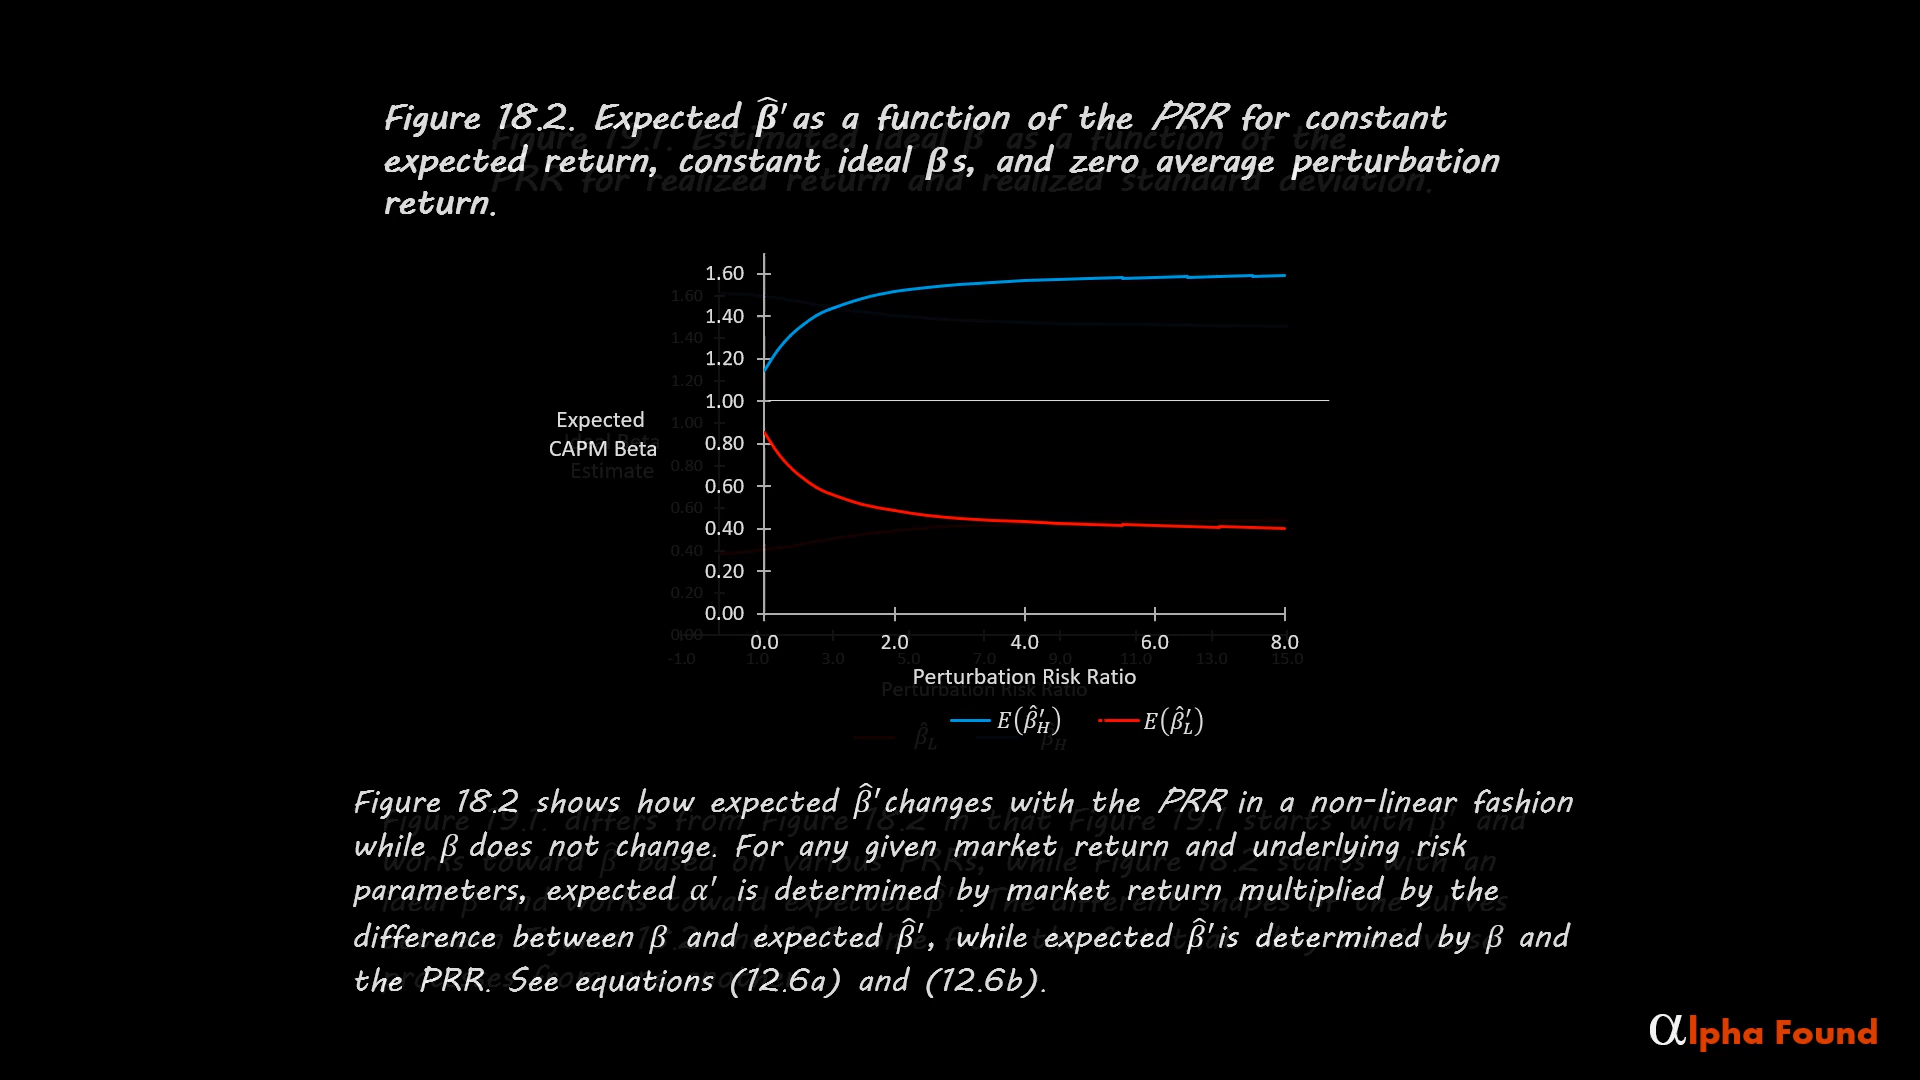 Figure 18.2. Expected β̂′ as a function of the PRR for constant
expected return, constant ideal βs, and zero average perturbation
return.
1.60
1.40
1.20
1.00
0.80
0.60
0.40
0.20
0.00
Expected
CAPM Beta
0.0 2.0 4.0 6.0 8.0
Perturbation Risk Ratio
E(β̂′H) E(β̂′L)
Figure 18.2 shows how expected β̂′ changes with the PRR in a non-linear fashion
while β does not change. For any given market return and underlying risk
parameters, expected α′ is determined by market return multiplied by the
difference between β and expected β̂′, while expected β̂′ is determined by β and
the PRR. See equations (12.6a) and (12.6b).
αlpha Found